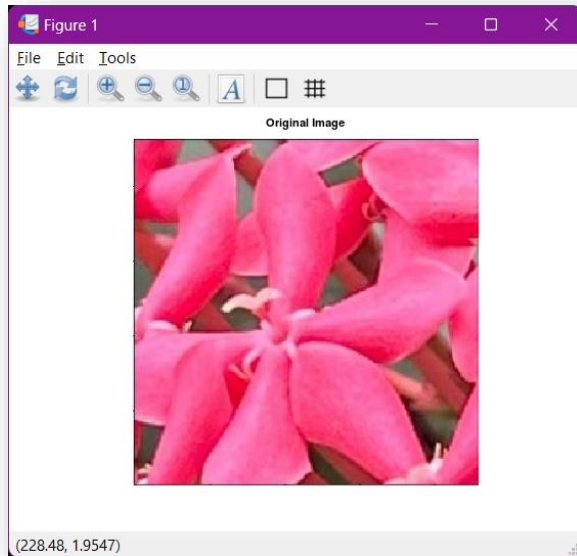 Figure 1
File Edit Tools
A
Original Image
(228.48, 1.9547)